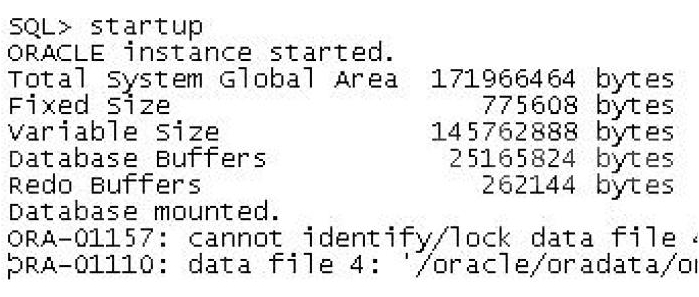 SQL> startup
ORACLE instance started.
Total System Global Area 171966464 bytes
Fixed Size 775608 bytes
Variable Size 145762888 bytes
Database Buffers 25165824 bytes
Redo Buffers 262144 bytes
Database mounted.
ORA-01157: cannot identify/lock data file
ORA-01110: data file 4: '/oracle/oradata/